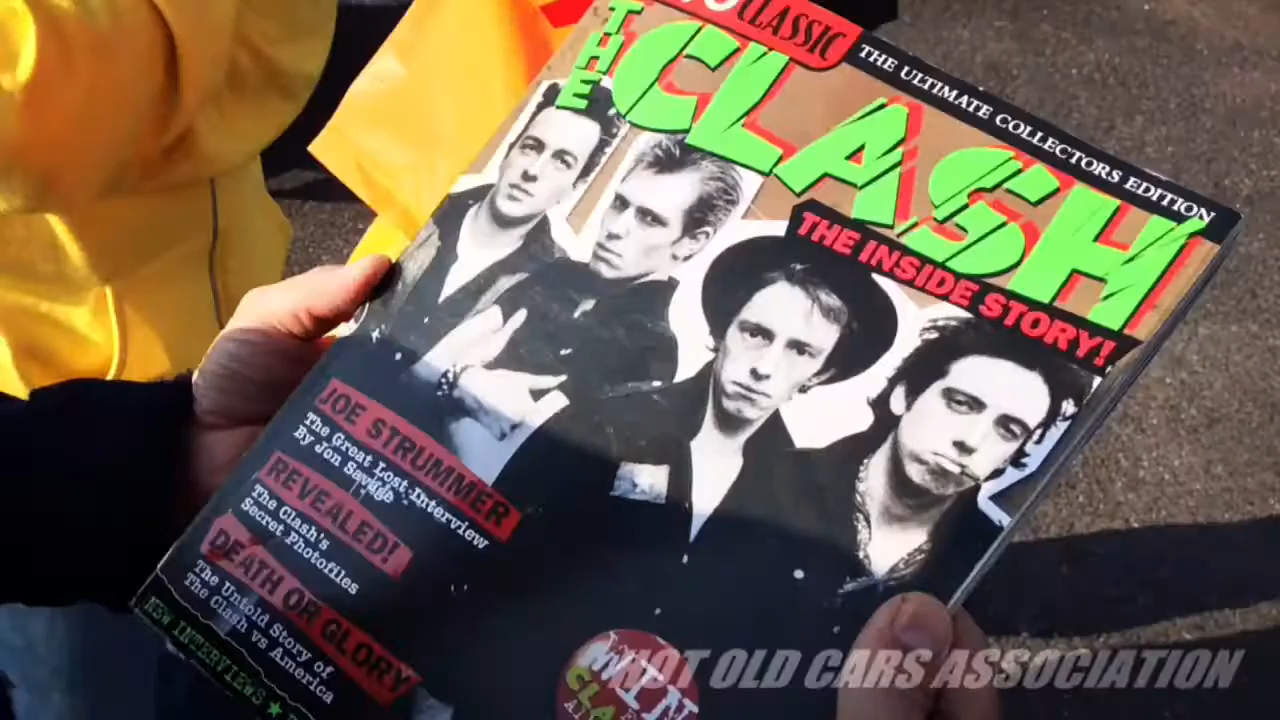 CLASSIC
THE ULTIMATE COLLECTORS EDITION
THE CLASH
THE INSIDE STORY!
JOE STRUMMER
The Great Lost Interview
By Jon Savage
REVEALED!
The Clash's
Secret Photofiles
DEATH OR GLORY
The Untold Story of
The Clash vs America
NEW INTERVIEWS ★
WIN
HOT OLD CARS ASSOCIATION